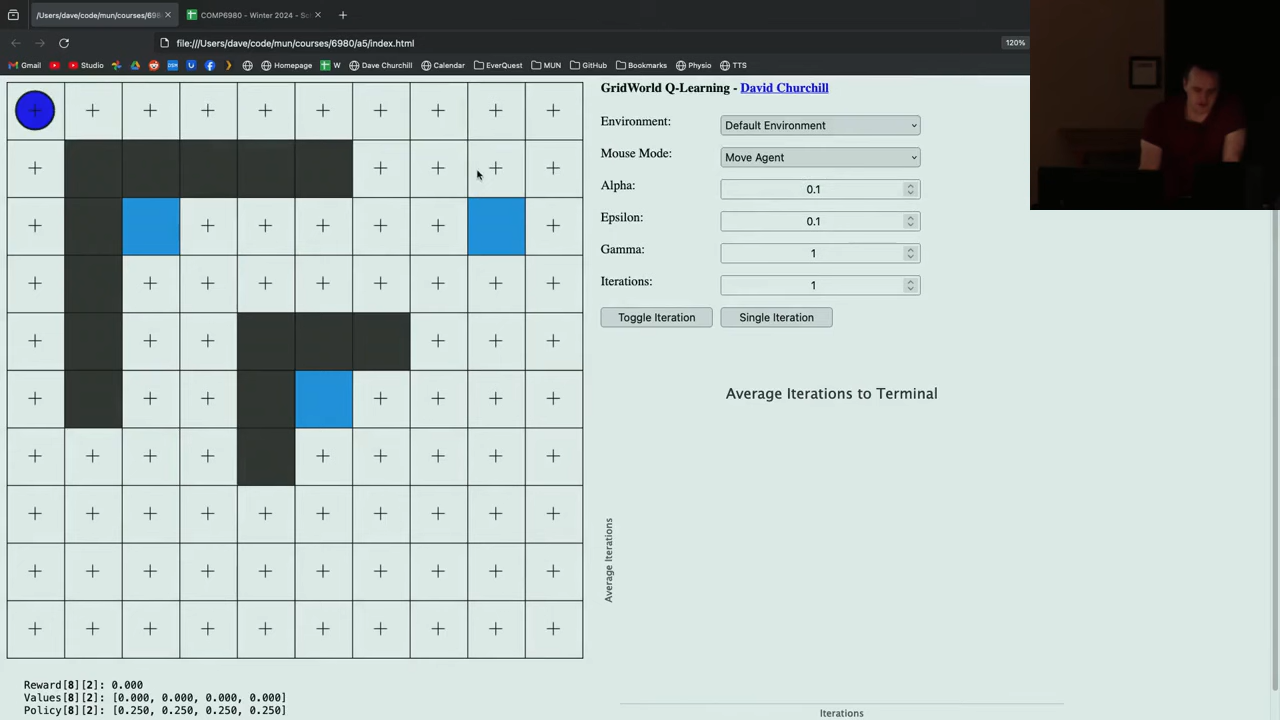 /Users/dave/code/mun/courses/698
COMP6980 - Winter 2024 - Sc
file:///Users/dave/code/mun/courses/6980/a5/index.html
120%
Gmail
Studio
Homepage
W
Dave Churchill
Calendar
EverQuest
MUN
GitHub
Bookmarks
Physio
TTS
GridWorld Q-Learning - David Churchill
Environment: Default Environment
Mouse Mode: Move Agent
Alpha: 0.1
Epsilon: 0.1
Gamma: 1
Iterations: 1
Toggle Iteration Single Iteration
Average Iterations to Terminal
Average Iterations
Iterations
Reward[8][2]: 0.000
Values[8][2]: [0.000, 0.000, 0.000, 0.000]
Policy[8][2]: [0.250, 0.250, 0.250, 0.250]